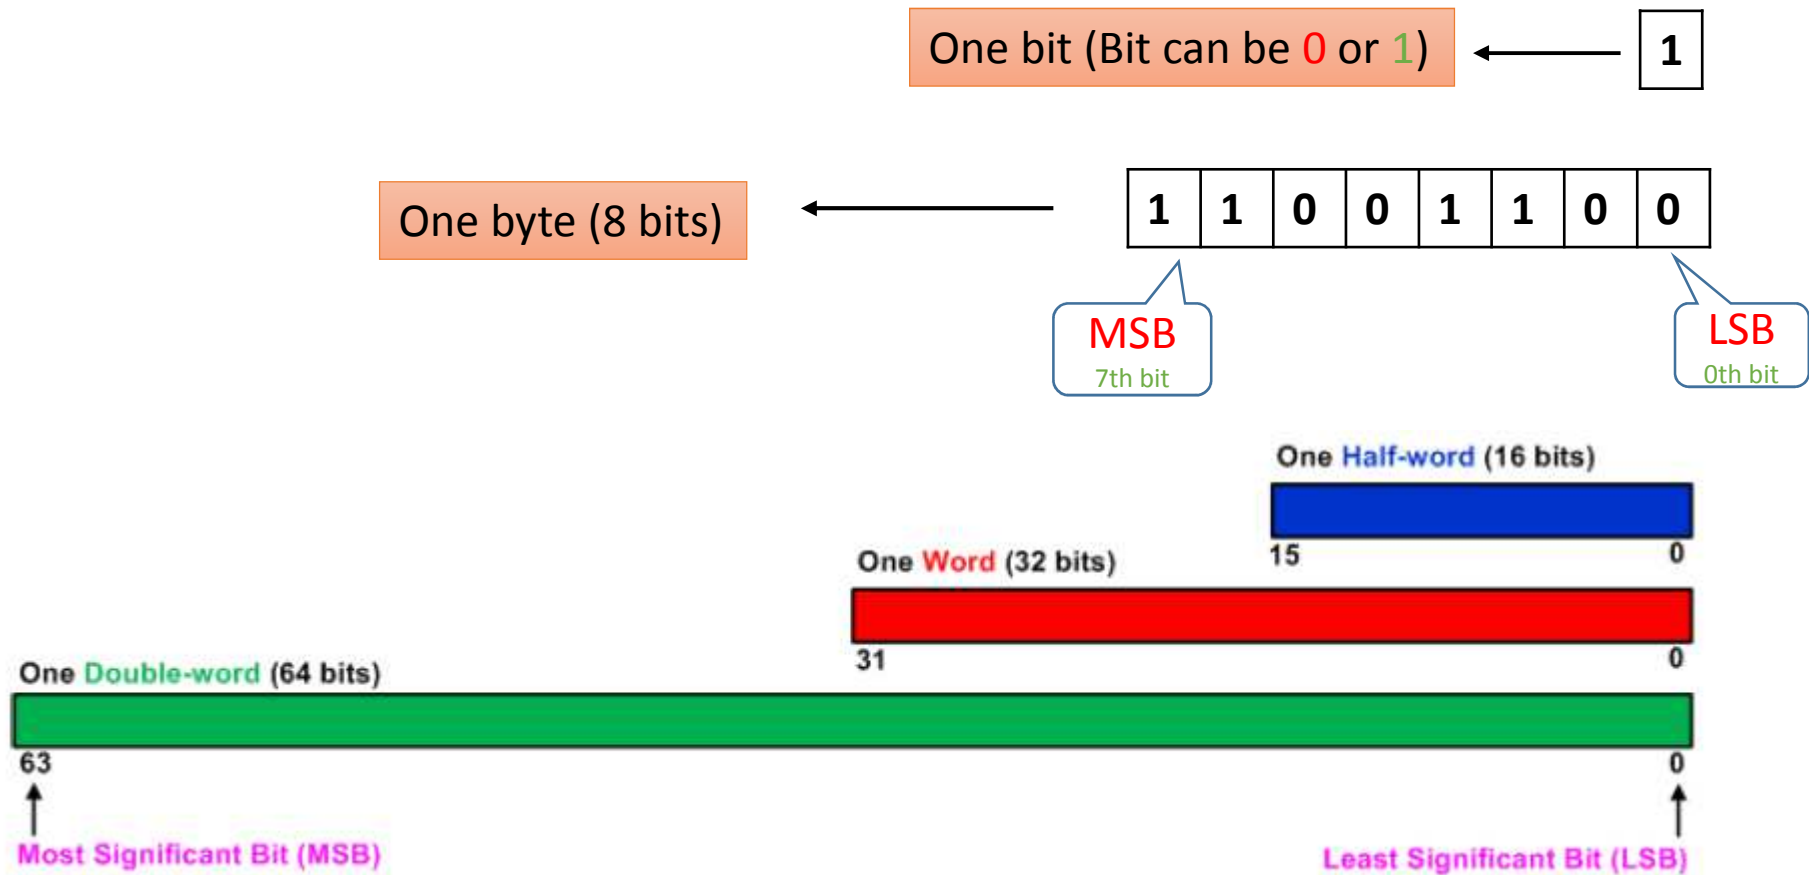 One bit (Bit can be 0 or 1)
1
One byte (8 bits)
1 1 0 0 1 1 0 0
MSB
7th bit
LSB
0th bit
One Half-word (16 bits)
15 0
One Word (32 bits)
31 0
One Double-word (64 bits)
63 0
Most Significant Bit (MSB)
Least Significant Bit (LSB)